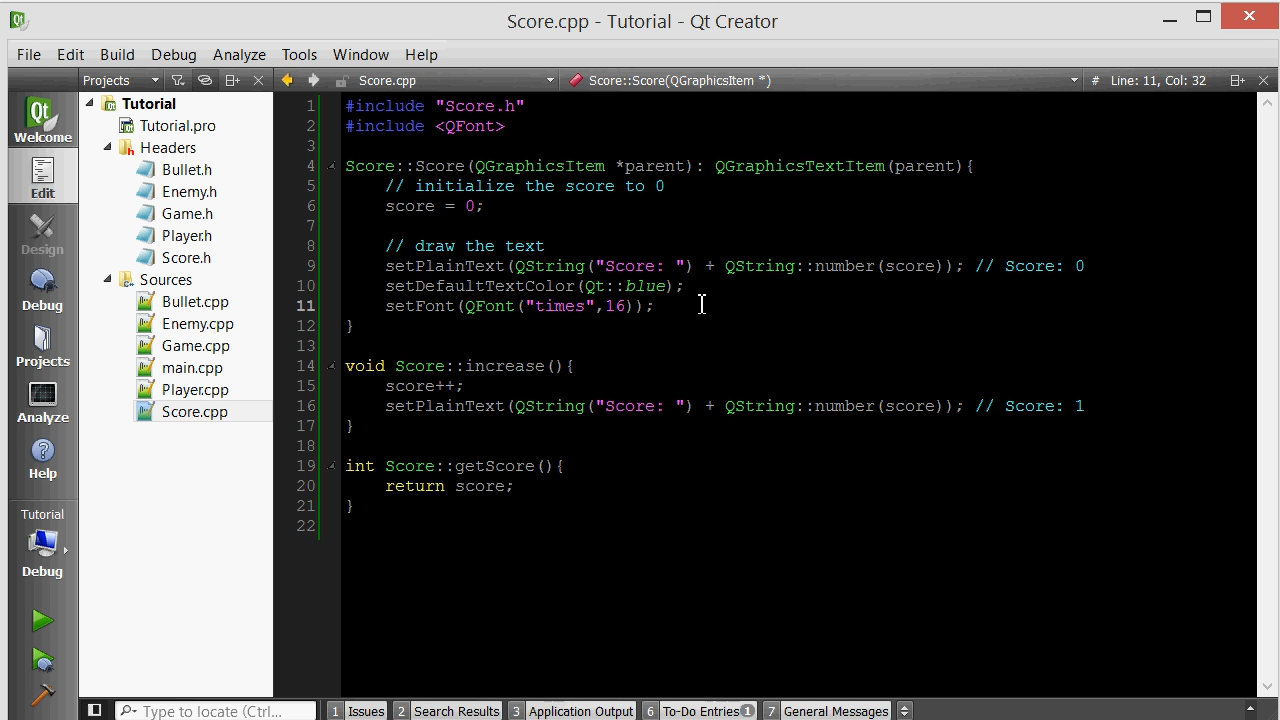 Score.cpp - Tutorial - Qt Creator
File Edit Build Debug Analyze Tools Window Help
Projects Score.cpp Score::Score(QGraphicsItem *) # Line: 11, Col: 32
Qt
Welcome
Edit
Design
Debug
Projects
Analyze
Help
Tutorial
Debug
Tutorial
Tutorial.pro
Headers
Bullet.h
Enemy.h
Game.h
Player.h
Score.h
Sources
Bullet.cpp
Enemy.cpp
Game.cpp
main.cpp
Player.cpp
Score.cpp
1 #include "Score.h"
2 #include <QFont>
3
4 Score::Score(QGraphicsItem *parent): QGraphicsTextItem(parent){
5 // initialize the score to 0
6 score = 0;
7
8 // draw the text
9 setPlainText(QString("Score: ") + QString::number(score)); // Score: 0
10 setDefaultTextColor(Qt::blue);
11 setFont(QFont("times",16));
12 }
13
14 void Score::increase(){
15 score++;
16 setPlainText(QString("Score: ") + QString::number(score)); // Score: 1
17 }
18
19 int Score::getScore(){
20 return score;
21 }
22
Type to locate (Ctrl... 1 Issues 2 Search Results 3 Application Output 6 To-Do Entries 1 7 General Messages